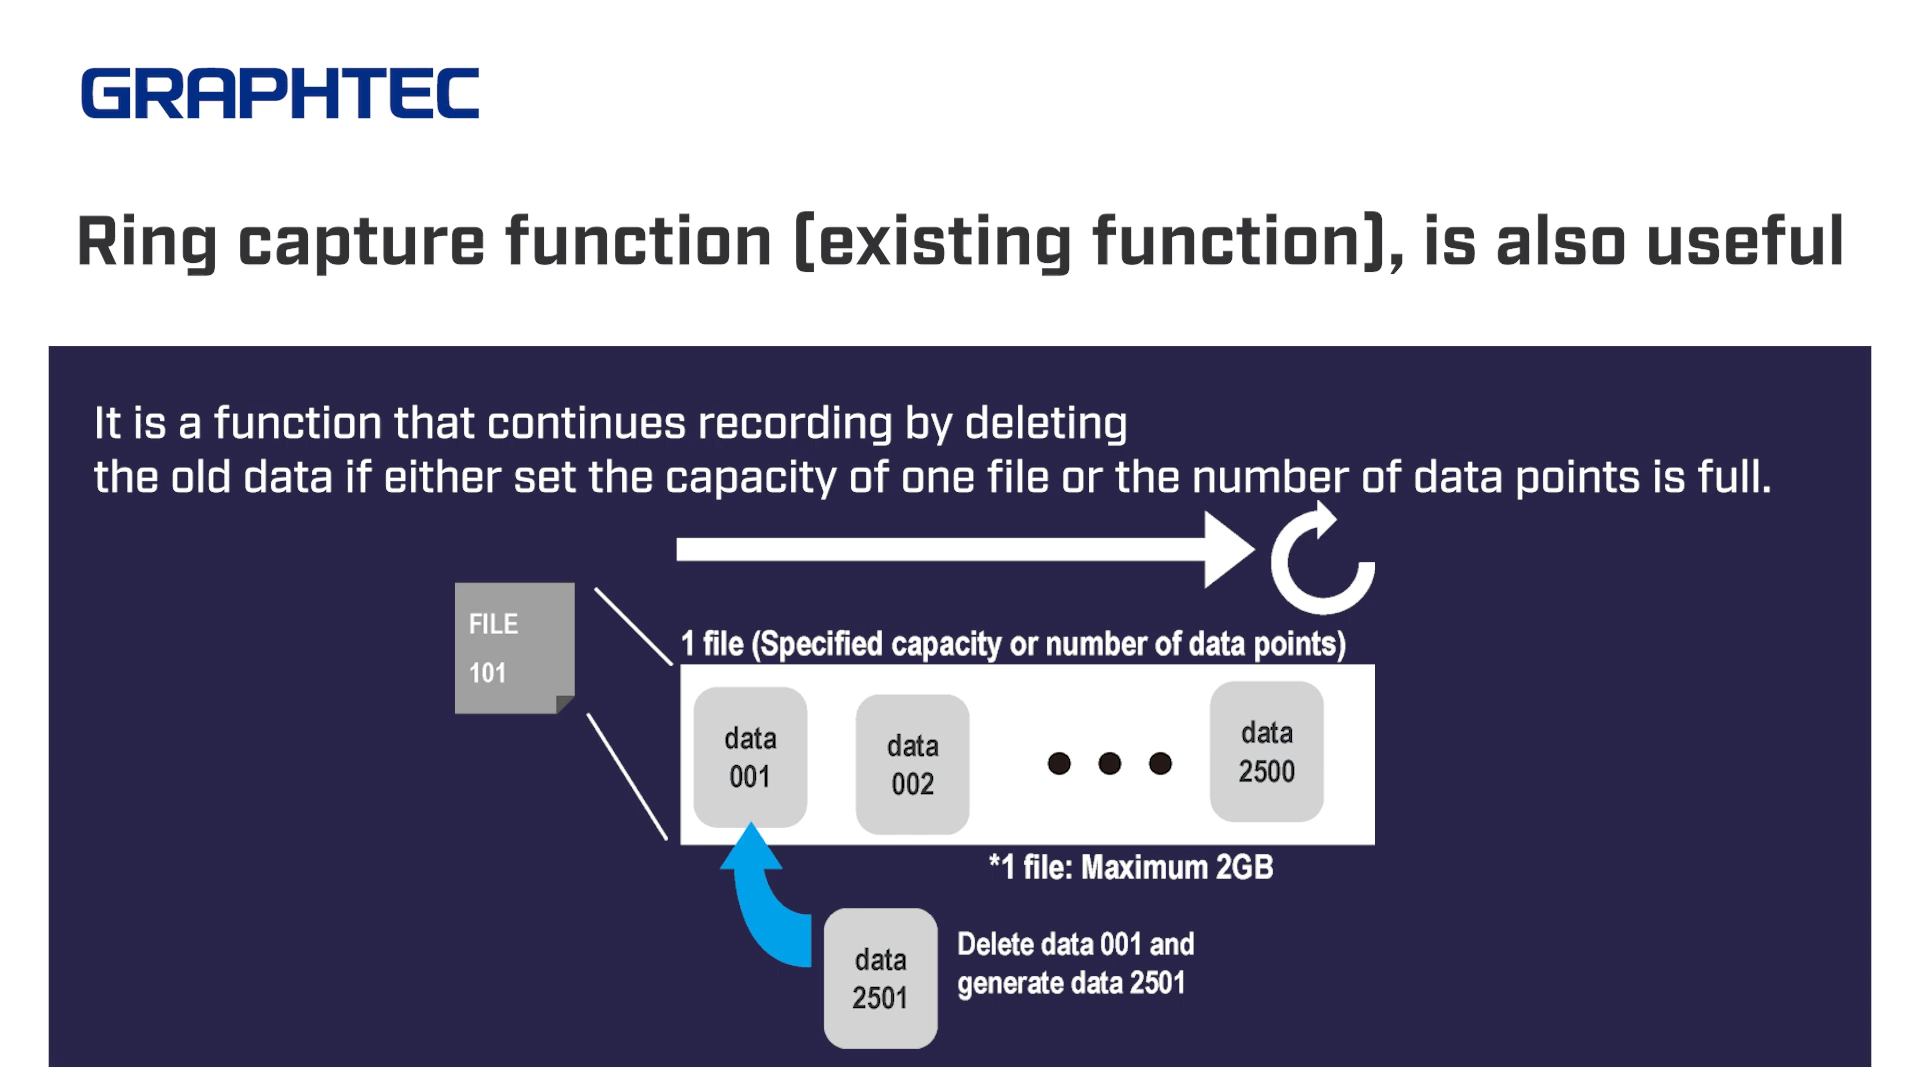 GRAPHTEC
Ring capture function (existing function), is also useful
It is a function that continues recording by deleting
the old data if either set the capacity of one file or the number of data points is full.
FILE
101
1 file (Specified capacity or number of data points)
data
001
data
002
data
2500
*1 file: Maximum 2GB
data
2501
Delete data 001 and
generate data 2501